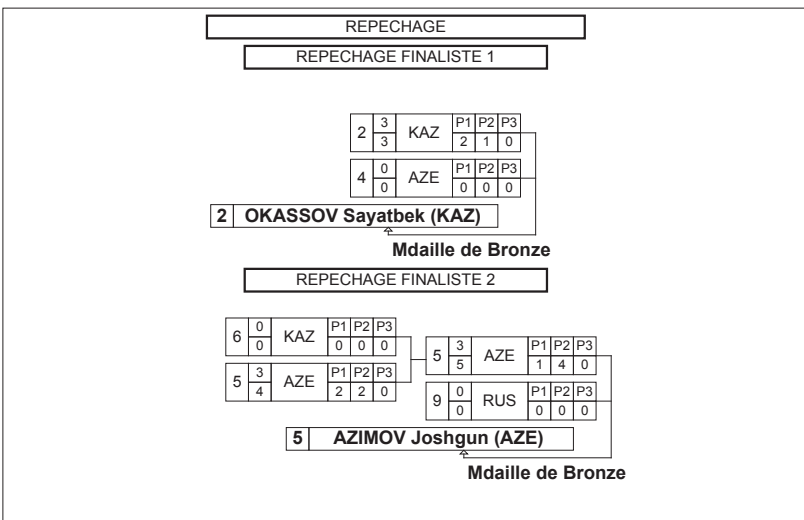 REPECHAGE
REPECHAGE FINALISTE 1
2 3 KAZ P1 P2 P3
3 2 1 0
4 0 AZE P1 P2 P3
0 0 0 0
2 OKASSOV Sayatbek (KAZ)
Mdaille de Bronze
REPECHAGE FINALISTE 2
6 0 KAZ P1 P2 P3
0 0 0 0
5 3 AZE P1 P2 P3
4 2 2 0
5 3 AZE P1 P2 P3
5 1 4 0
9 0 RUS P1 P2 P3
0 0 0 0
5 AZIMOV Joshgun (AZE)
Mdaille de Bronze